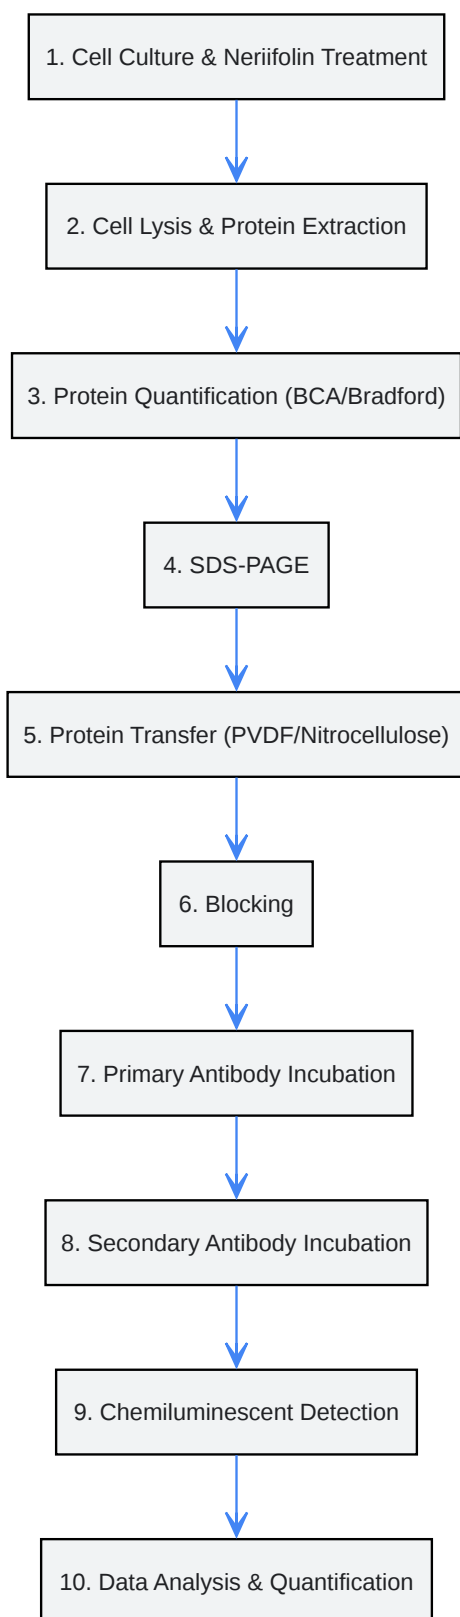 1. Cell Culture & Neriifolin Treatment
2. Cell Lysis & Protein Extraction
3. Protein Quantification (BCA/Bradford)
4. SDS-PAGE
5. Protein Transfer (PVDF/Nitrocellulose)
6. Blocking
7. Primary Antibody Incubation
8. Secondary Antibody Incubation
9. Chemiluminescent Detection
10. Data Analysis & Quantification